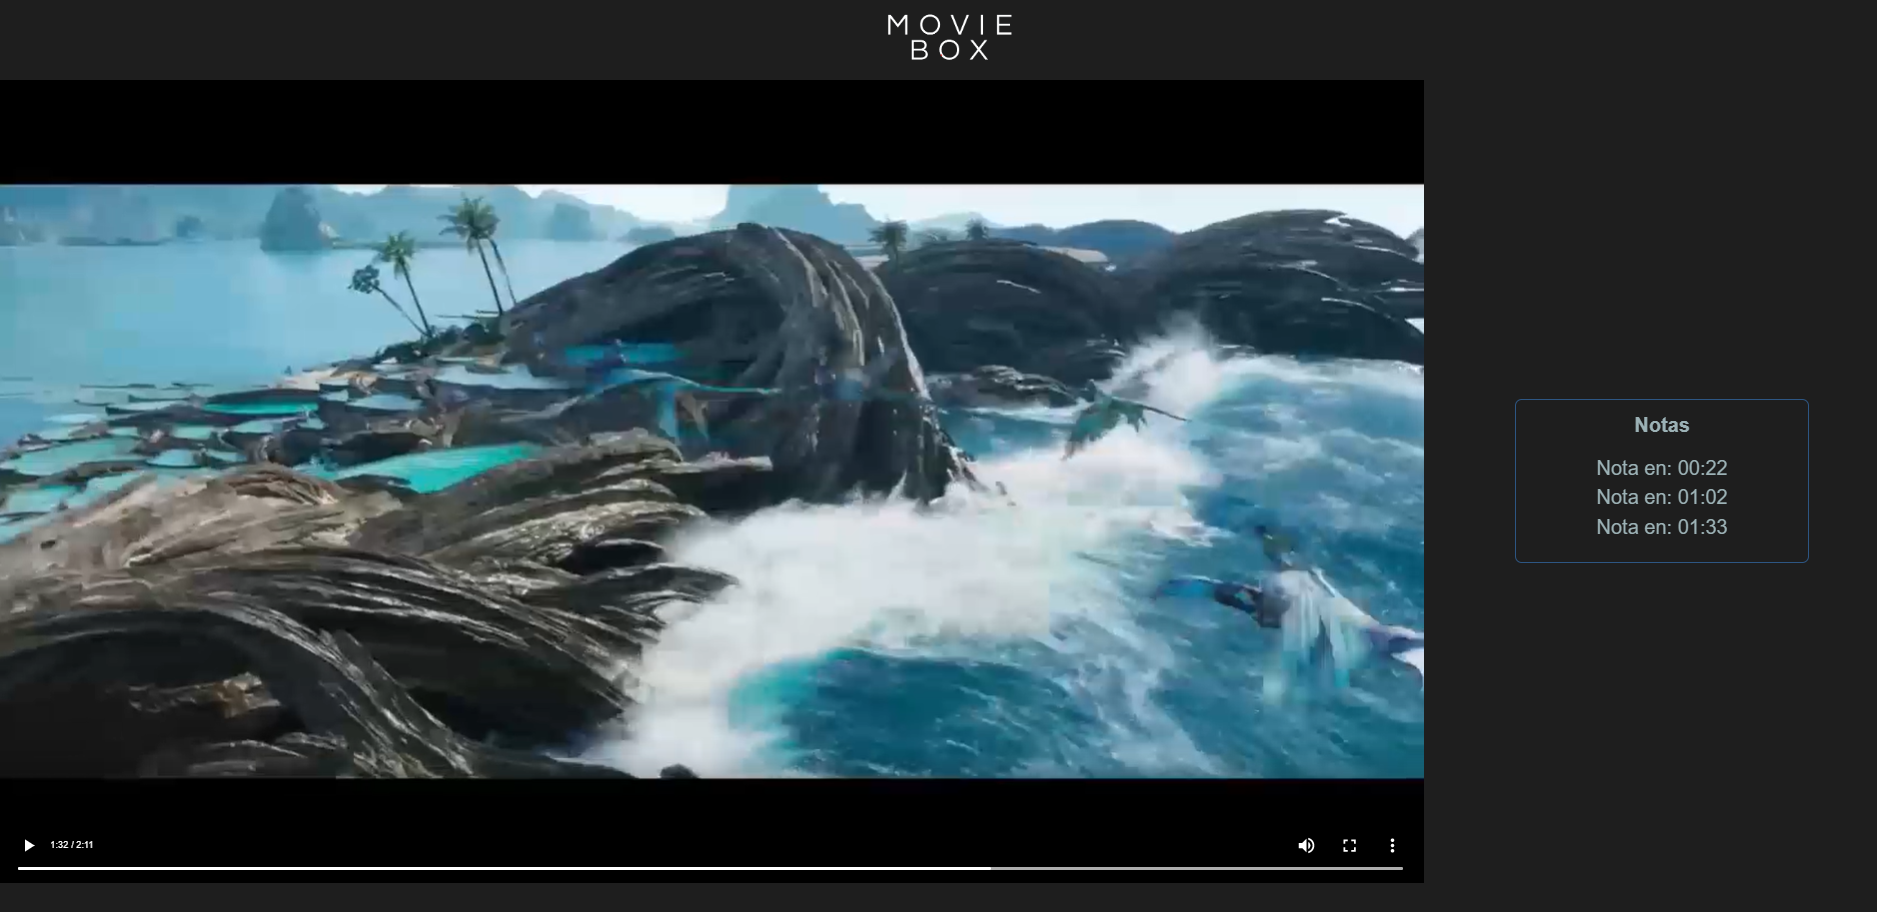 MOVIE
BOX
Notas
Nota en: 00:22
Nota en: 01:02
Nota en: 01:33
1:32 / 2:11